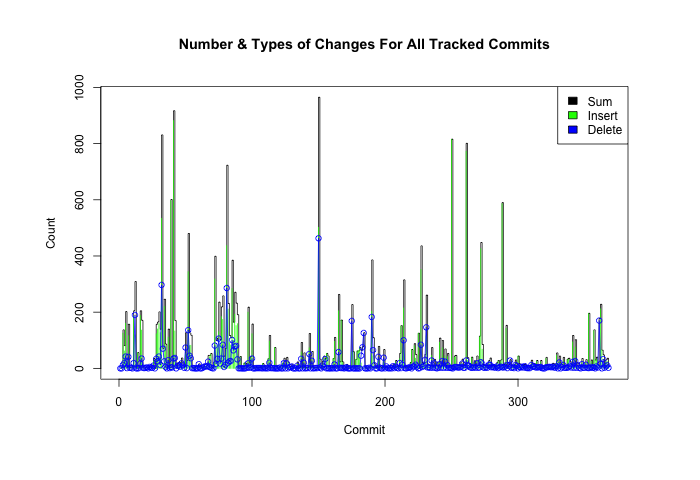 Number & Types of Changes For All Tracked Commits
1000
800
600
400
200
0
Count
Sum
Insert
Delete
0 100 200 300
Commit